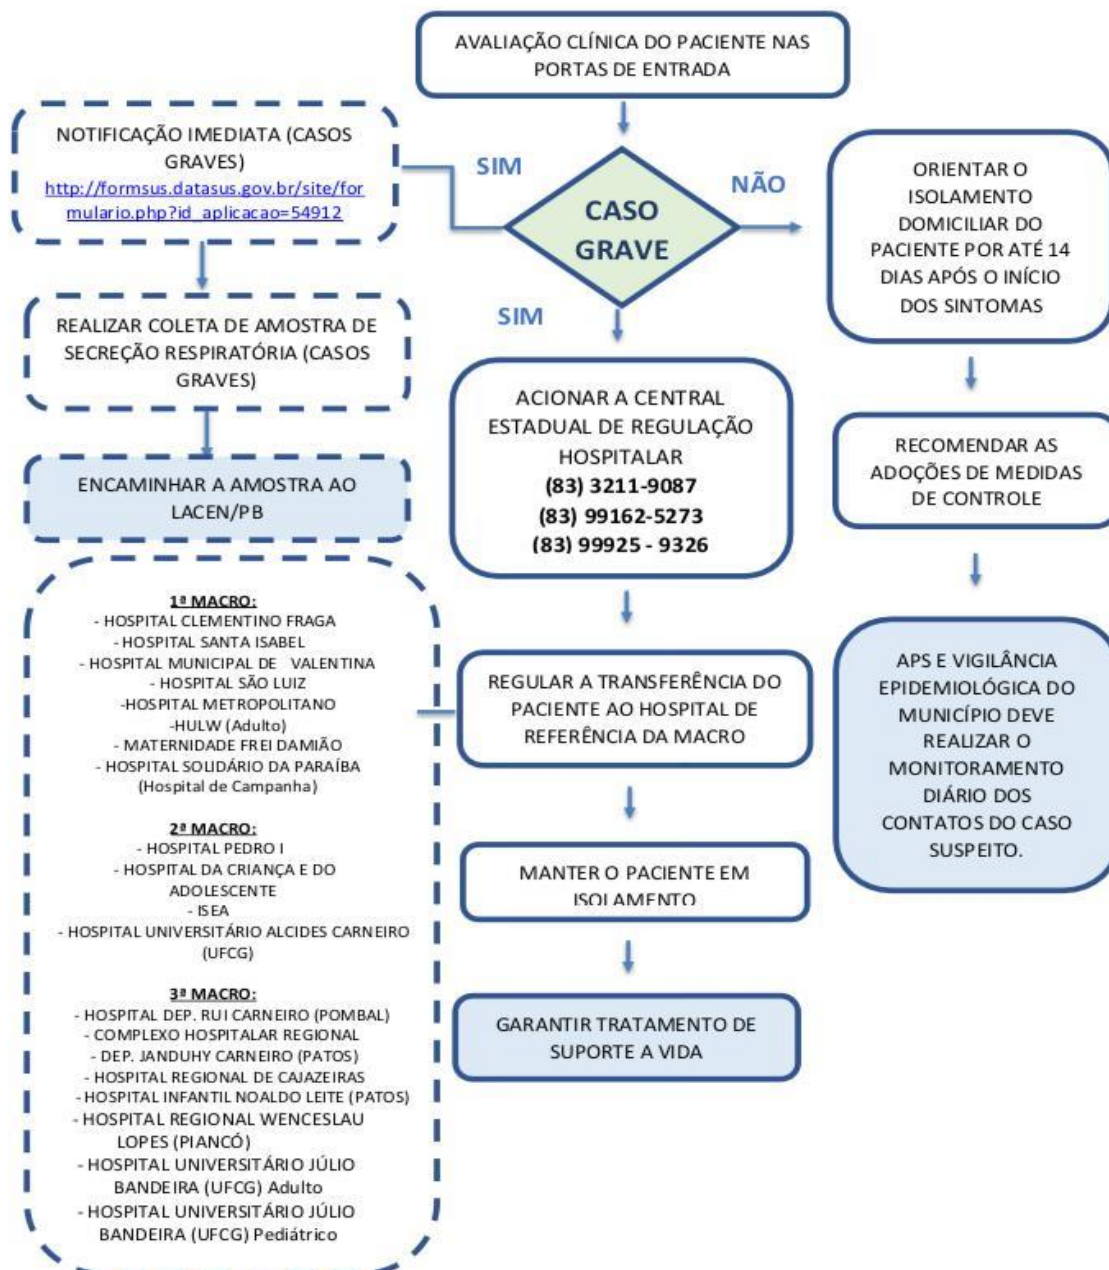 AVALIAÇÃO CLÍNICA DO PACIENTE NAS
PORTAS DE ENTRADA
NOTIFICAÇÃO IMEDIATA (CASOS
GRAVES)
http://formsus.datasus.gov.br/site/for
mulario.php?id_aplicacao=54912
SIM
CASO
GRAVE
NÃO
SIM
ORIENTAR O
ISOLAMENTO
DOMICILIAR DO
PACIENTE POR ATÉ 14
DIAS APÓS O INÍCIO
DOS SINTOMAS
REALIZAR COLETA DE AMOSTRA DE
SECREÇÃO RESPIRATÓRIA (CASOS
GRAVES)
ENCAMINHAR A AMOSTRA AO
LACEN/PB
ACIONAR A CENTRAL
ESTADUAL DE REGULAÇÃO
HOSPITALAR
(83) 3211-9087
(83) 99162-5273
(83) 99925 - 9326
RECOMENDAR AS
ADOÇÕES DE MEDIDAS
DE CONTROLE
1ª MACRO:
- HOSPITAL CLEMENTINO FRAGA
- HOSPITAL SANTA ISABEL
- HOSPITAL MUNICIPAL DE VALENTINA
- HOSPITAL SÃO LUIZ
-HOSPITAL METROPOLITANO
-HULW (Adulto)
- MATERNIDADE FREI DAMIÃO
- HOSPITAL SOLIDÁRIO DA PARAÍBA
(Hospital de Campanha)
2ª MACRO:
- HOSPITAL PEDRO I
- HOSPITAL DA CRIANÇA E DO
ADOLESCENTE
- ISEA
- HOSPITAL UNIVERSITÁRIO ALCIDES CARNEIRO
(UFCG)
3ª MACRO:
- HOSPITAL DEP. RUI CARNEIRO (POMBAL)
- COMPLEXO HOSPITALAR REGIONAL
- DEP. JANDUHY CARNEIRO (PATOS)
- HOSPITAL REGIONAL DE CAJAZEIRAS
- HOSPITAL INFANTIL NOALDO LEITE (PATOS)
- HOSPITAL REGIONAL WENCESLAU
LOPES (PIANCÓ)
- HOSPITAL UNIVERSITÁRIO JÚLIO
BANDEIRA (UFCG) Adulto
- HOSPITAL UNIVERSITÁRIO JÚLIO
BANDEIRA (UFCG) Pediátrico
REGULAR A TRANSFERÊNCIA DO
PACIENTE AO HOSPITAL DE
REFERÊNCIA DA MACRO
MANTER O PACIENTE EM
ISOLAMENTO
GARANTIR TRATAMENTO DE
SUPORTE A VIDA
APS E VIGILÂNCIA
EPIDEMIOLÓGICA DO
MUNICÍPIO DEVE
REALIZAR O
MONITORAMENTO
DIÁRIO DOS
CONTATOS DO CASO
SUSPEITO.